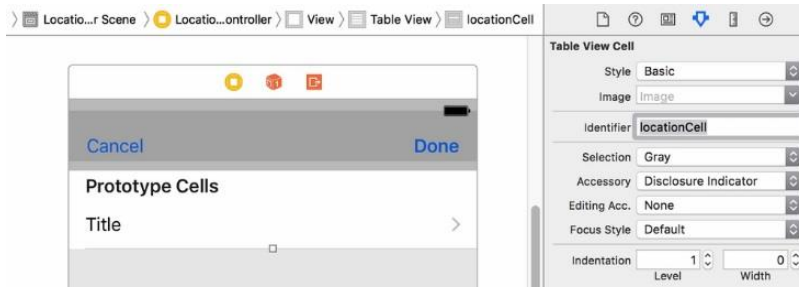 Locatio...r Scene Locatio...ontroller View Table View locationCell
Table View Cell
Style Basic
Image Image
Identifier locationCell
Selection Gray
Accessory Disclosure Indicator
Editing Acc. None
Focus Style Default
Indentation 1 0
Level Width
Cancel Done
Prototype Cells
Title